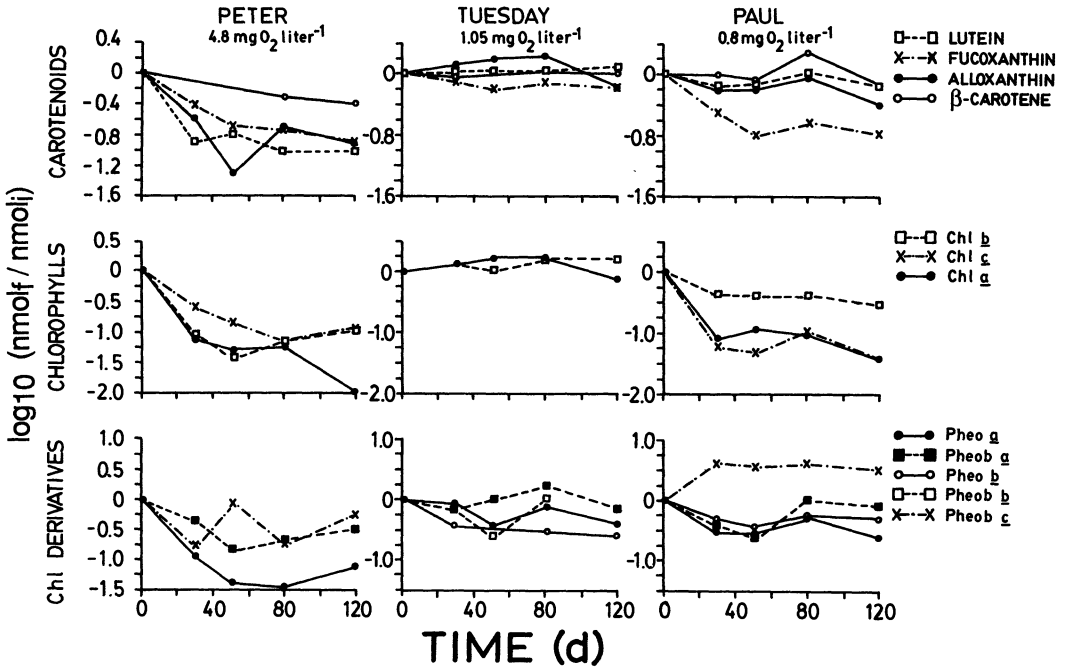 PETER TUESDAY PAUL
4.8 mg O2 liter-1 1.05 mg O2 liter-1 0.8 mg O2 liter-1
log10 (nmolf / nmoli)
CAROTENOIDS
0.4
0 0 0
-0.4
-0.8 -0.8 -0.8
-1.2
-1.6 -1.6 -1.6
LUTEIN
FUCOXANTHIN
ALLOXANTHIN
β-CAROTENE
CHLOROPHYLLS
0.5
0 0 0
-0.5
-1.0 -1.0 -1.0
-1.5
-2.0 -2.0 -2.0
Chl b
Chl c
Chl a
Chl DERIVATIVES
1.0 1.0 1.0
0.5
0 0 0
-0.5
-1.0 -1.0 -1.0
-1.5
Pheo a
Pheob a
Pheo b
Pheob b
Pheob c
0 40 80 120 0 40 80 120 0 40 80 120
TIME (d)